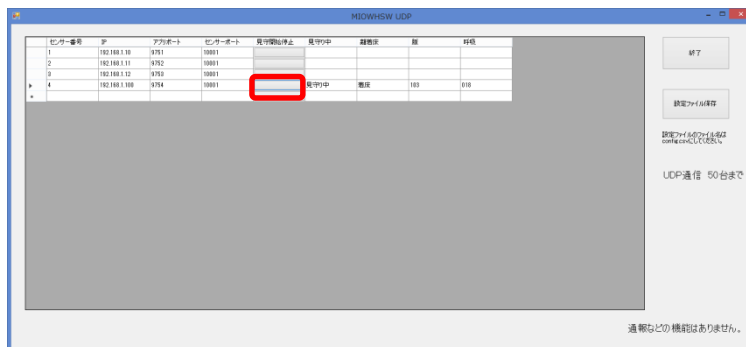 MIOWHSW UDP
センサー番号 IP アプリポート センサーポート 見守開始停止 見守り中 離着床 脈 呼吸
1 192.168.1.10 9751 10001
2 192.168.1.11 9752 10001
3 192.168.1.12 9753 10001
4 192.168.1.100 9754 10001 見守り中 着床 103 018
終了
設定ファイル保存
設定ファイルのファイル名は
config.csvにしてください。
UDP通信 50台まで
通報などの機能はありません。